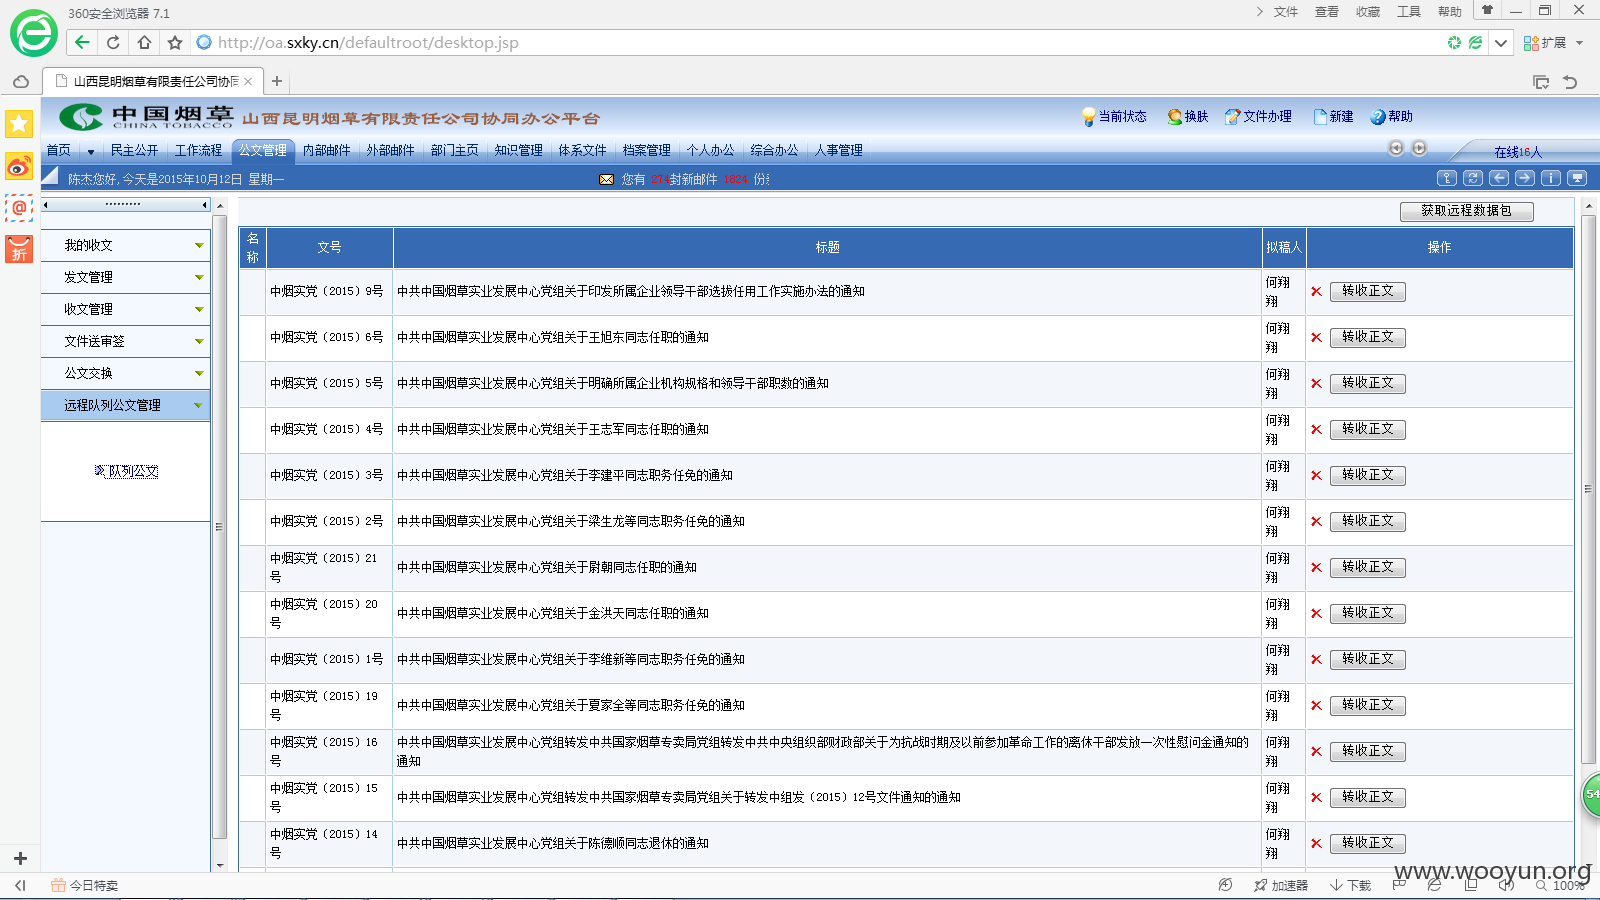 360安全浏览器 7.1
文件 查看 收藏 工具 帮助
http://oa.sxky.cn/defaultroot/desktop.jsp
扩展
山西昆明烟草有限责任公司协同
中国烟草
CHINA TOBACCO
山西昆明烟草有限责任公司协同办公平台
当前状态 换肤 文件办理 新建 帮助
首页 民主公开 工作流程 公文管理 内部邮件 外部邮件 部门主页 知识管理 体系文件 档案管理 个人办公 综合办公 人事管理
在线16人
陈杰您好,今天是2015年10月12日 星期一
您有 274封新邮件 1824 份
获取远程数据包
我的收文
发文管理
收文管理
文件送审签
公文交换
远程队列公文管理
队列公文
折
名称 文号 标题 拟稿人 操作
中烟实党（2015）9号 中共中国烟草实业发展中心党组关于印发所属企业领导干部选拔任用工作实施办法的通知 何翔翔 转收正文
中烟实党（2015）6号 中共中国烟草实业发展中心党组关于王旭东同志任职的通知 何翔翔 转收正文
中烟实党（2015）5号 中共中国烟草实业发展中心党组关于明确所属企业机构规格和领导干部职数的通知 何翔翔 转收正文
中烟实党（2015）4号 中共中国烟草实业发展中心党组关于王志军同志任职的通知 何翔翔 转收正文
中烟实党（2015）3号 中共中国烟草实业发展中心党组关于李建平同志职务任免的通知 何翔翔 转收正文
中烟实党（2015）2号 中共中国烟草实业发展中心党组关于梁生龙等同志职务任免的通知 何翔翔 转收正文
中烟实党（2015）21号 中共中国烟草实业发展中心党组关于尉朝同志任职的通知 何翔翔 转收正文
中烟实党（2015）20号 中共中国烟草实业发展中心党组关于金洪天同志任职的通知 何翔翔 转收正文
中烟实党（2015）1号 中共中国烟草实业发展中心党组关于李维新等同志职务任免的通知 何翔翔 转收正文
中烟实党（2015）19号 中共中国烟草实业发展中心党组关于夏家全等同志职务任免的通知 何翔翔 转收正文
中烟实党（2015）16号 中共中国烟草实业发展中心党组转发中共国家烟草专卖局党组转发中共中央组织部财政部关于为抗战时期及以前参加革命工作的离休干部发放一次性慰问金通知的通知 何翔翔 转收正文
中烟实党（2015）15号 中共中国烟草实业发展中心党组转发中共国家烟草专卖局党组关于转发中组发（2015）12号文件通知的通知 何翔翔 转收正文
中烟实党（2015）14号 中共中国烟草实业发展中心党组关于陈德顺同志退休的通知 何翔翔 转收正文
54
今日特卖
加速器 下载 100%
www.wooyun.org